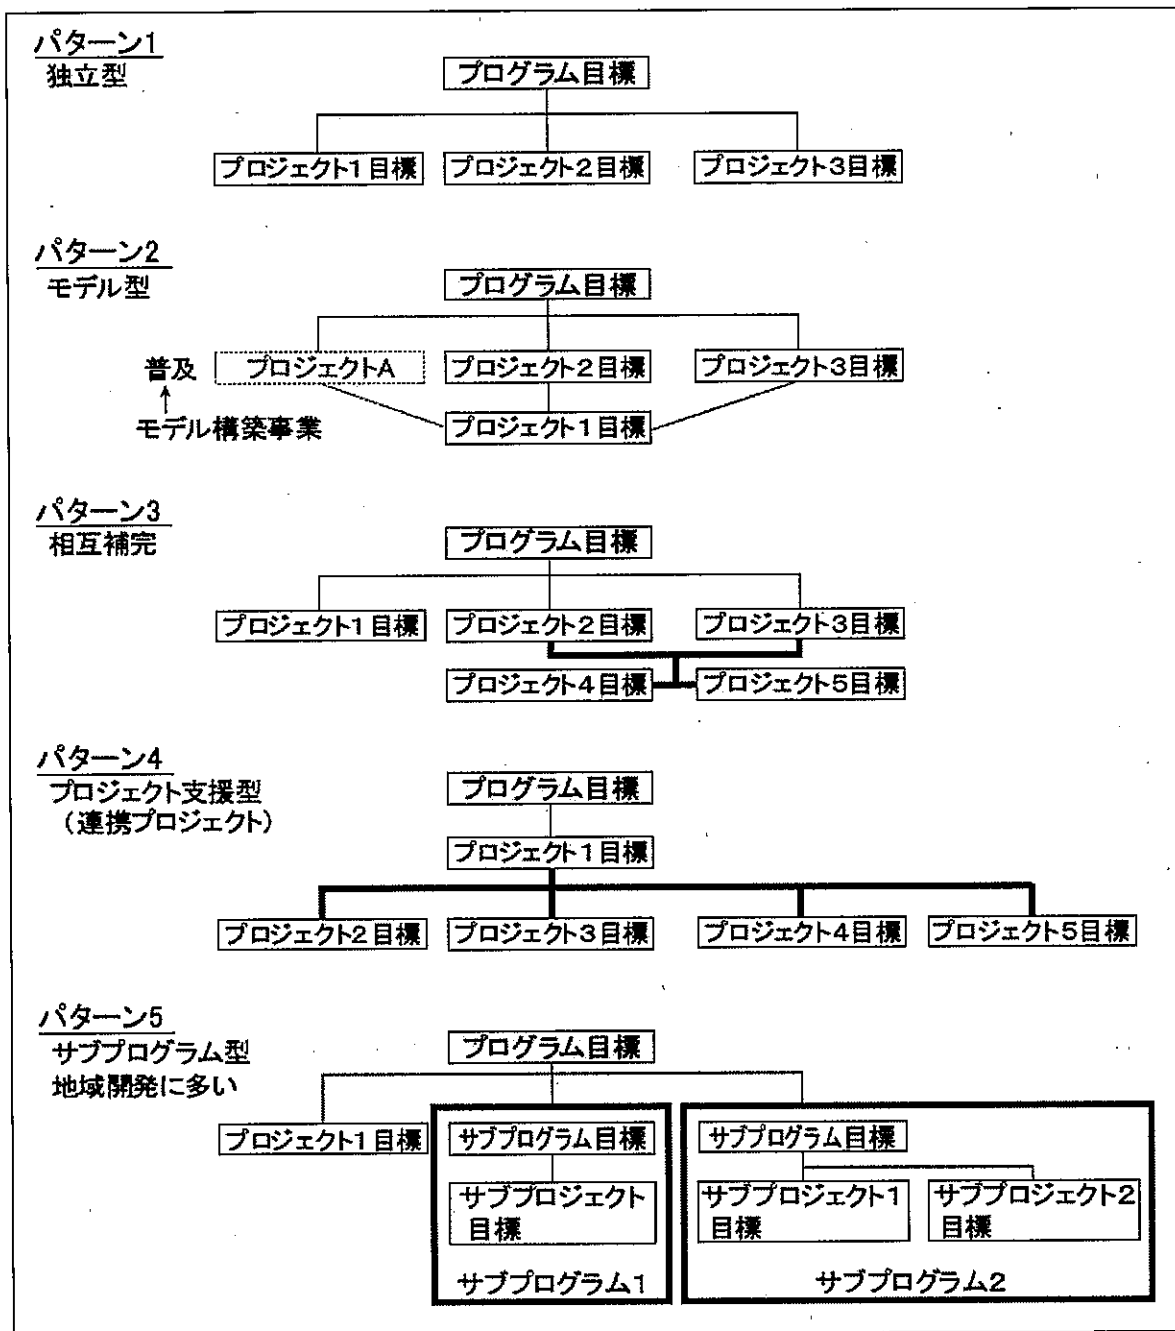 パターン1
独立型
プログラム目標
プロジェクト1目標
プロジェクト2目標
プロジェクト3目標
パターン2
モデル型
プログラム目標
普及
プロジェクトA
プロジェクト2目標
プロジェクト3目標
モデル構築事業
プロジェクト1目標
パターン3
相互補完
プログラム目標
プロジェクト1目標
プロジェクト2目標
プロジェクト3目標
プロジェクト4目標
プロジェクト5目標
パターン4
プロジェクト支援型
（連携プロジェクト）
プログラム目標
プロジェクト1目標
プロジェクト2目標
プロジェクト3目標
プロジェクト4目標
プロジェクト5目標
パターン5
サブプログラム型
地域開発に多い
プログラム目標
プロジェクト1目標
サブプログラム目標
サブプロジェクト
目標
サブプログラム1
サブプログラム目標
サブプロジェクト1
目標
サブプロジェクト2
目標
サブプログラム2